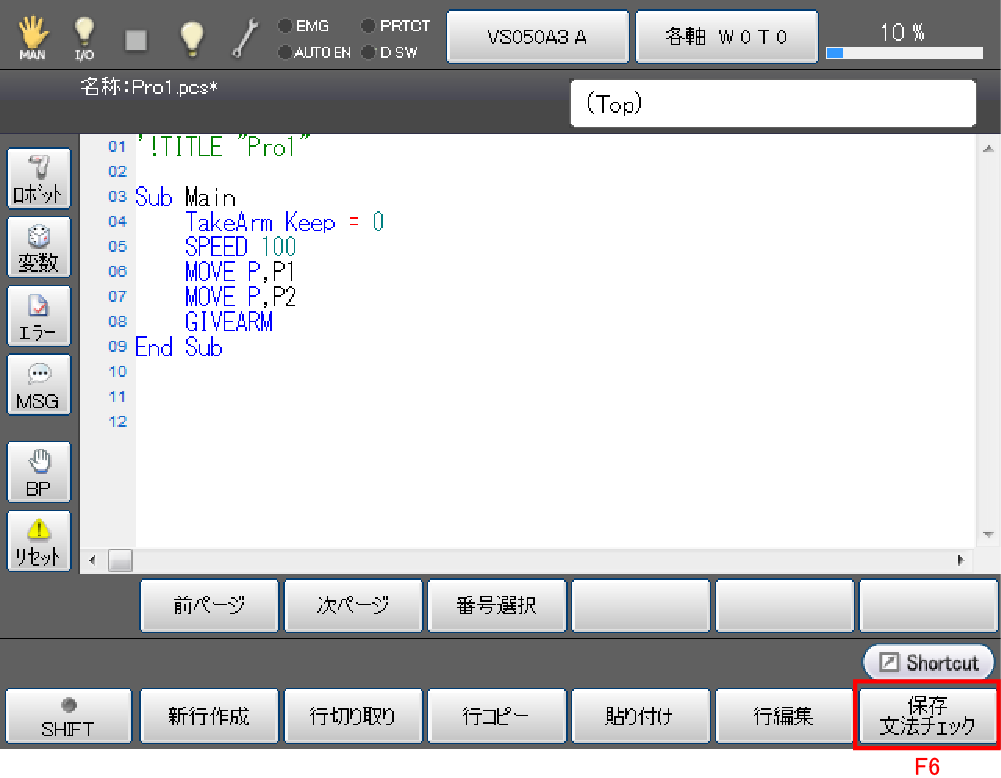 EMG PRTCT
MAN I/O AUTO EN D SW VS050A3 A 各軸 W 0 T 0 10 %
名称:Pro1.pcs*
(Top)
01 '!TITLE "Pro1"
02
ロボット
03 Sub Main
04 TakeArm Keep = 0
変数
05 SPEED 100
06 MOVE P,P1
07 MOVE P,P2
エラー
08 GIVEARM
09 End Sub
10
MSG
11
12
BP
リセット
前ページ 次ページ 番号選択
Shortcut
SHIFT 新行作成 行切り取り 行コピー 貼り付け 行編集 保存
文法チェック
F6